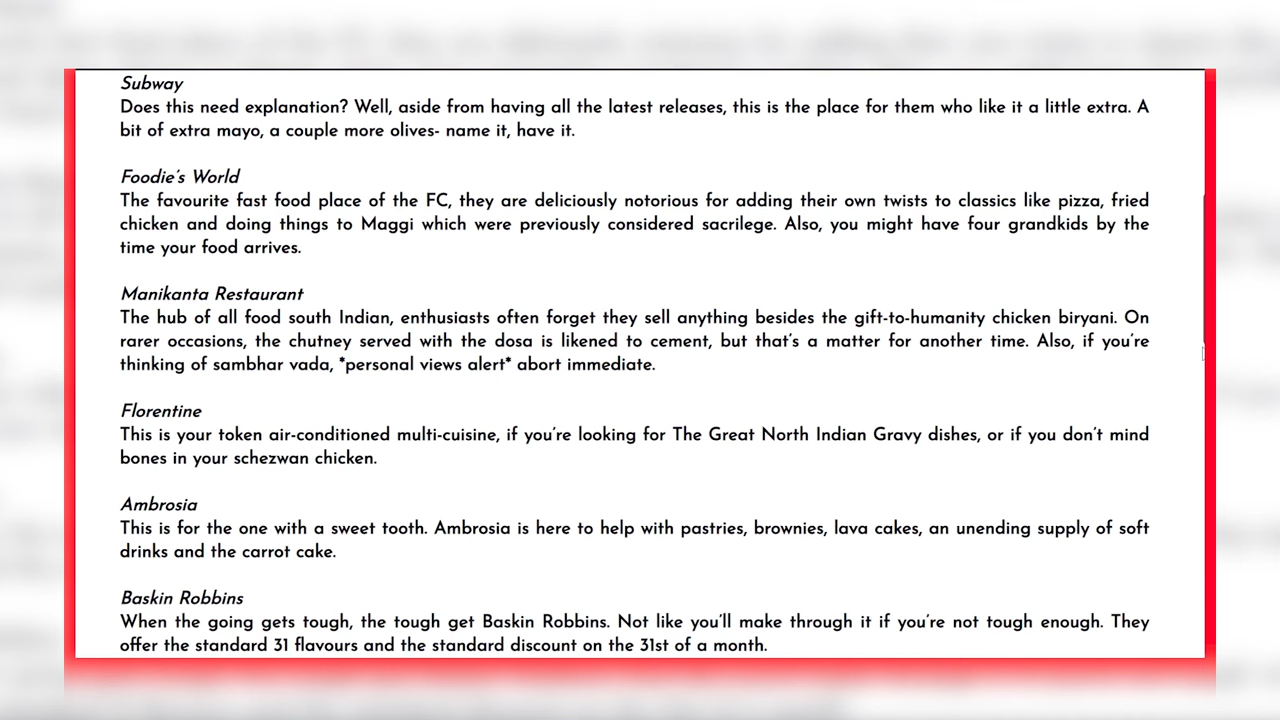 Subway
Does this need explanation? Well, aside from having all the latest releases, this is the place for them who like it a little extra. A
bit of extra mayo, a couple more olives- name it, have it.
Foodie's World
The favourite fast food place of the FC, they are deliciously notorious for adding their own twists to classics like pizza, fried
chicken and doing things to Maggi which were previously considered sacrilege. Also, you might have four grandkids by the
time your food arrives.
Manikanta Restaurant
The hub of all food south Indian, enthusiasts often forget they sell anything besides the gift-to-humanity chicken biryani. On
rarer occasions, the chutney served with the dosa is likened to cement, but that's a matter for another time. Also, if you're
thinking of sambhar vada, *personal views alert* abort immediate.
Florentine
This is your token air-conditioned multi-cuisine, if you're looking for The Great North Indian Gravy dishes, or if you don't mind
bones in your schezwan chicken.
Ambrosia
This is for the one with a sweet tooth. Ambrosia is here to help with pastries, brownies, lava cakes, an unending supply of soft
drinks and the carrot cake.
Baskin Robbins
When the going gets tough, the tough get Baskin Robbins. Not like you'll make through it if you're not tough enough. They
offer the standard 31 flavours and the standard discount on the 31st of a month.